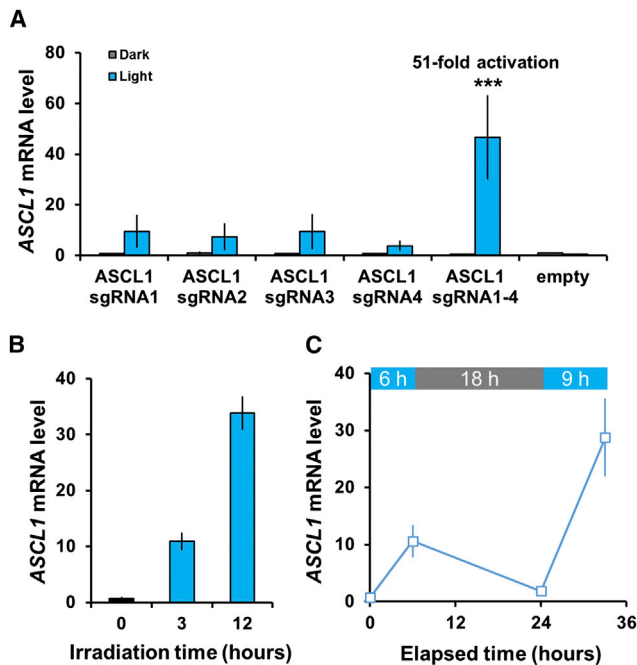 A
80
60
40
20
0
ASCL1 mRNA level
Dark
Light
51-fold activation
***
ASCL1 ASCL1 ASCL1 ASCL1 ASCL1 empty
sgRNA1 sgRNA2 sgRNA3 sgRNA4 sgRNA1-4
B
40
30
20
10
0
ASCL1 mRNA level
0 3 12
Irradiation time (hours)
C
6 h 18 h 9 h
40
30
20
10
0
ASCL1 mRNA level
0 12 24 36
Elapsed time (hours)